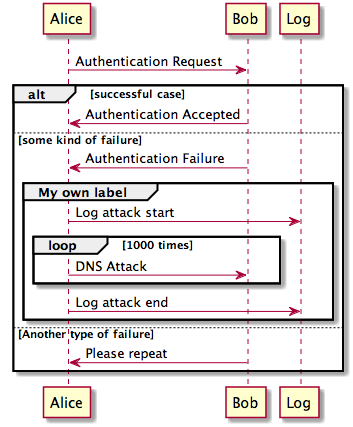 Alice Bob Log
Authentication Request
alt [successful case]
Authentication Accepted
[some kind of failure]
Authentication Failure
My own label
Log attack start
loop [1000 times]
DNS Attack
Log attack end
[Another type of failure]
Please repeat
Alice Bob Log